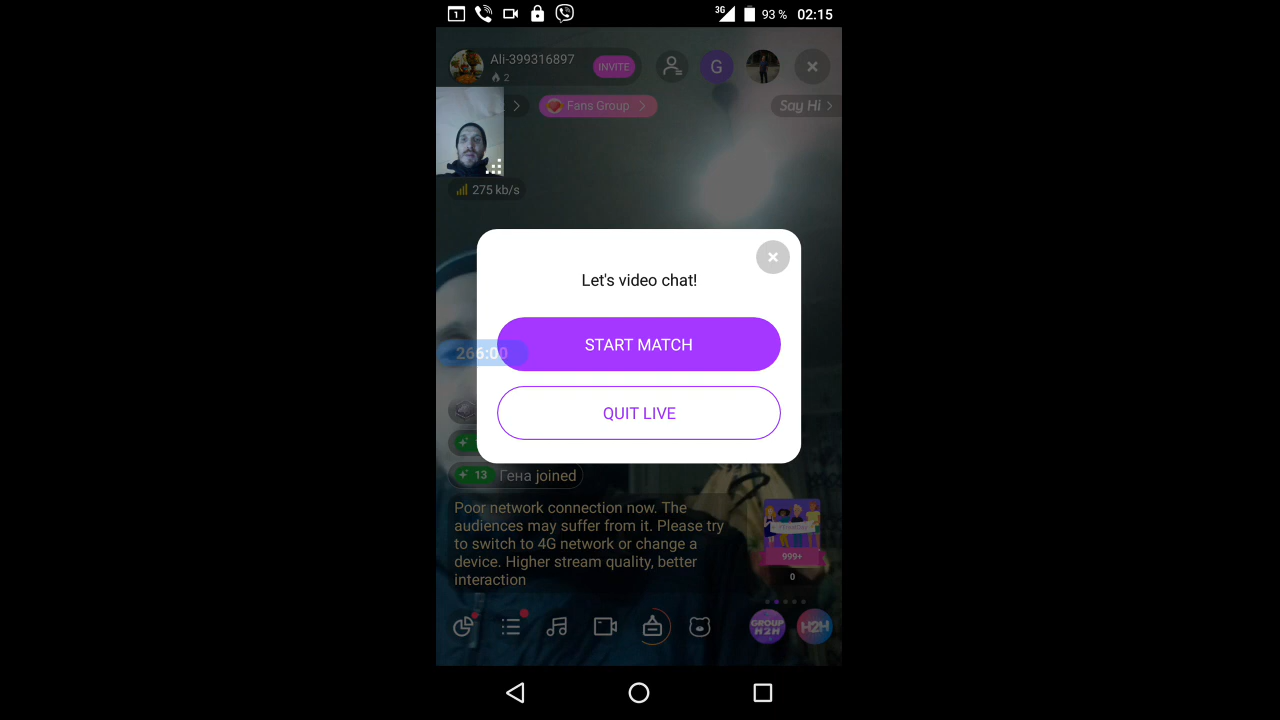 1
3G
93 %
02:15
Ali-399316897
2
INVITE
G
Fans Group
Say Hi
275 kb/s
Let's video chat!
START MATCH
266:00
QUIT LIVE
13 Гена joined
Poor network connection now. The
audiences may suffer from it. Please try
to switch to 4G network or change a
device. Higher stream quality, better
interaction
999+
0
GROUP
H2H
H2H